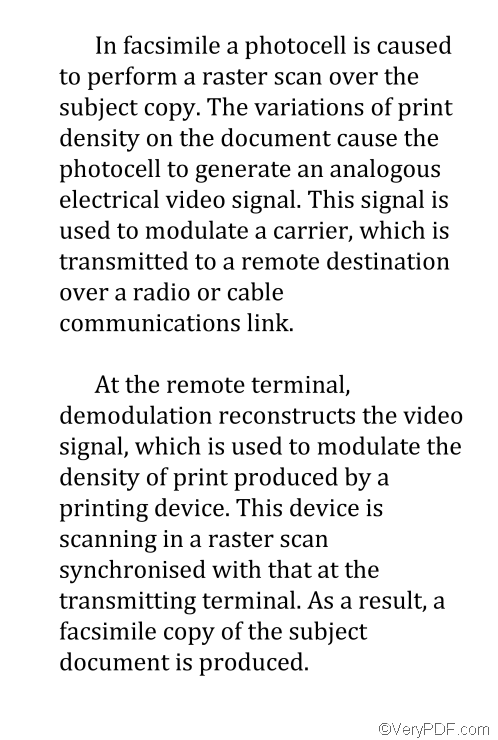 In facsimile a photocell is caused
to perform a raster scan over the
subject copy. The variations of print
density on the document cause the
photocell to generate an analogous
electrical video signal. This signal is
used to modulate a carrier, which is
transmitted to a remote destination
over a radio or cable
communications link.
At the remote terminal,
demodulation reconstructs the video
signal, which is used to modulate the
density of print produced by a
printing device. This device is
scanning in a raster scan
synchronised with that at the
transmitting terminal. As a result, a
facsimile copy of the subject
document is produced.
©VeryPDF.com